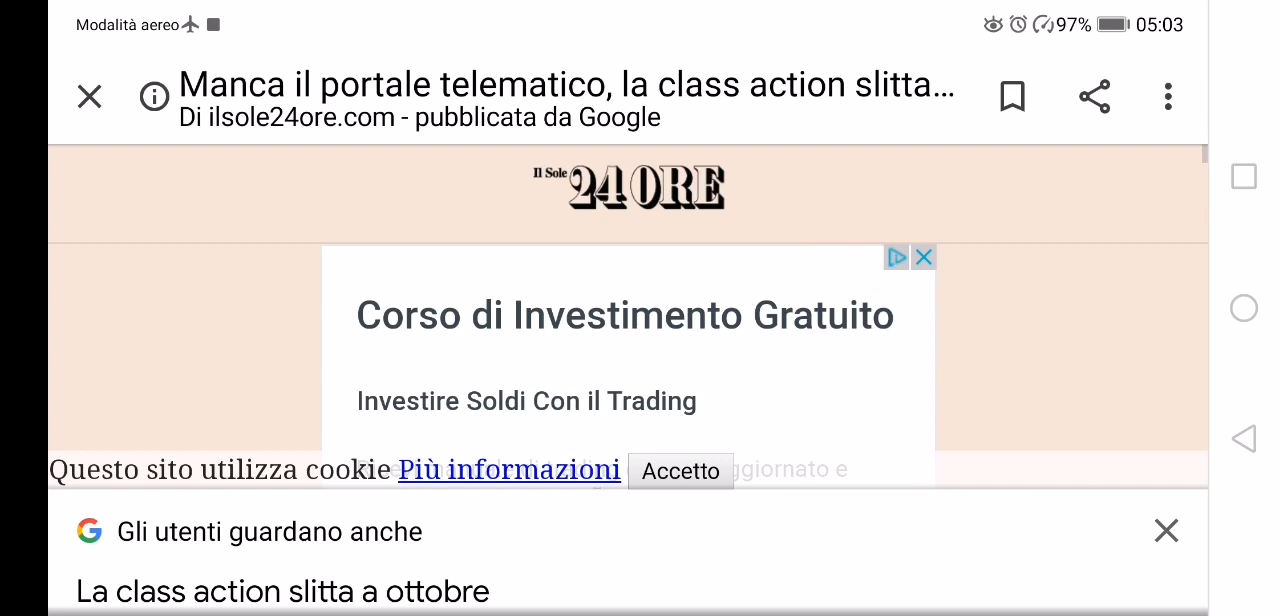 Modalità aereo
97% 05:03
Manca il portale telematico, la class action slitta...
Di ilsole24ore.com - pubblicata da Google
Il Sole 24 ORE
Corso di Investimento Gratuito
Investire Soldi Con il Trading
Questo sito utilizza cookie Più informazioni Accetto
Gli utenti guardano anche
La class action slitta a ottobre